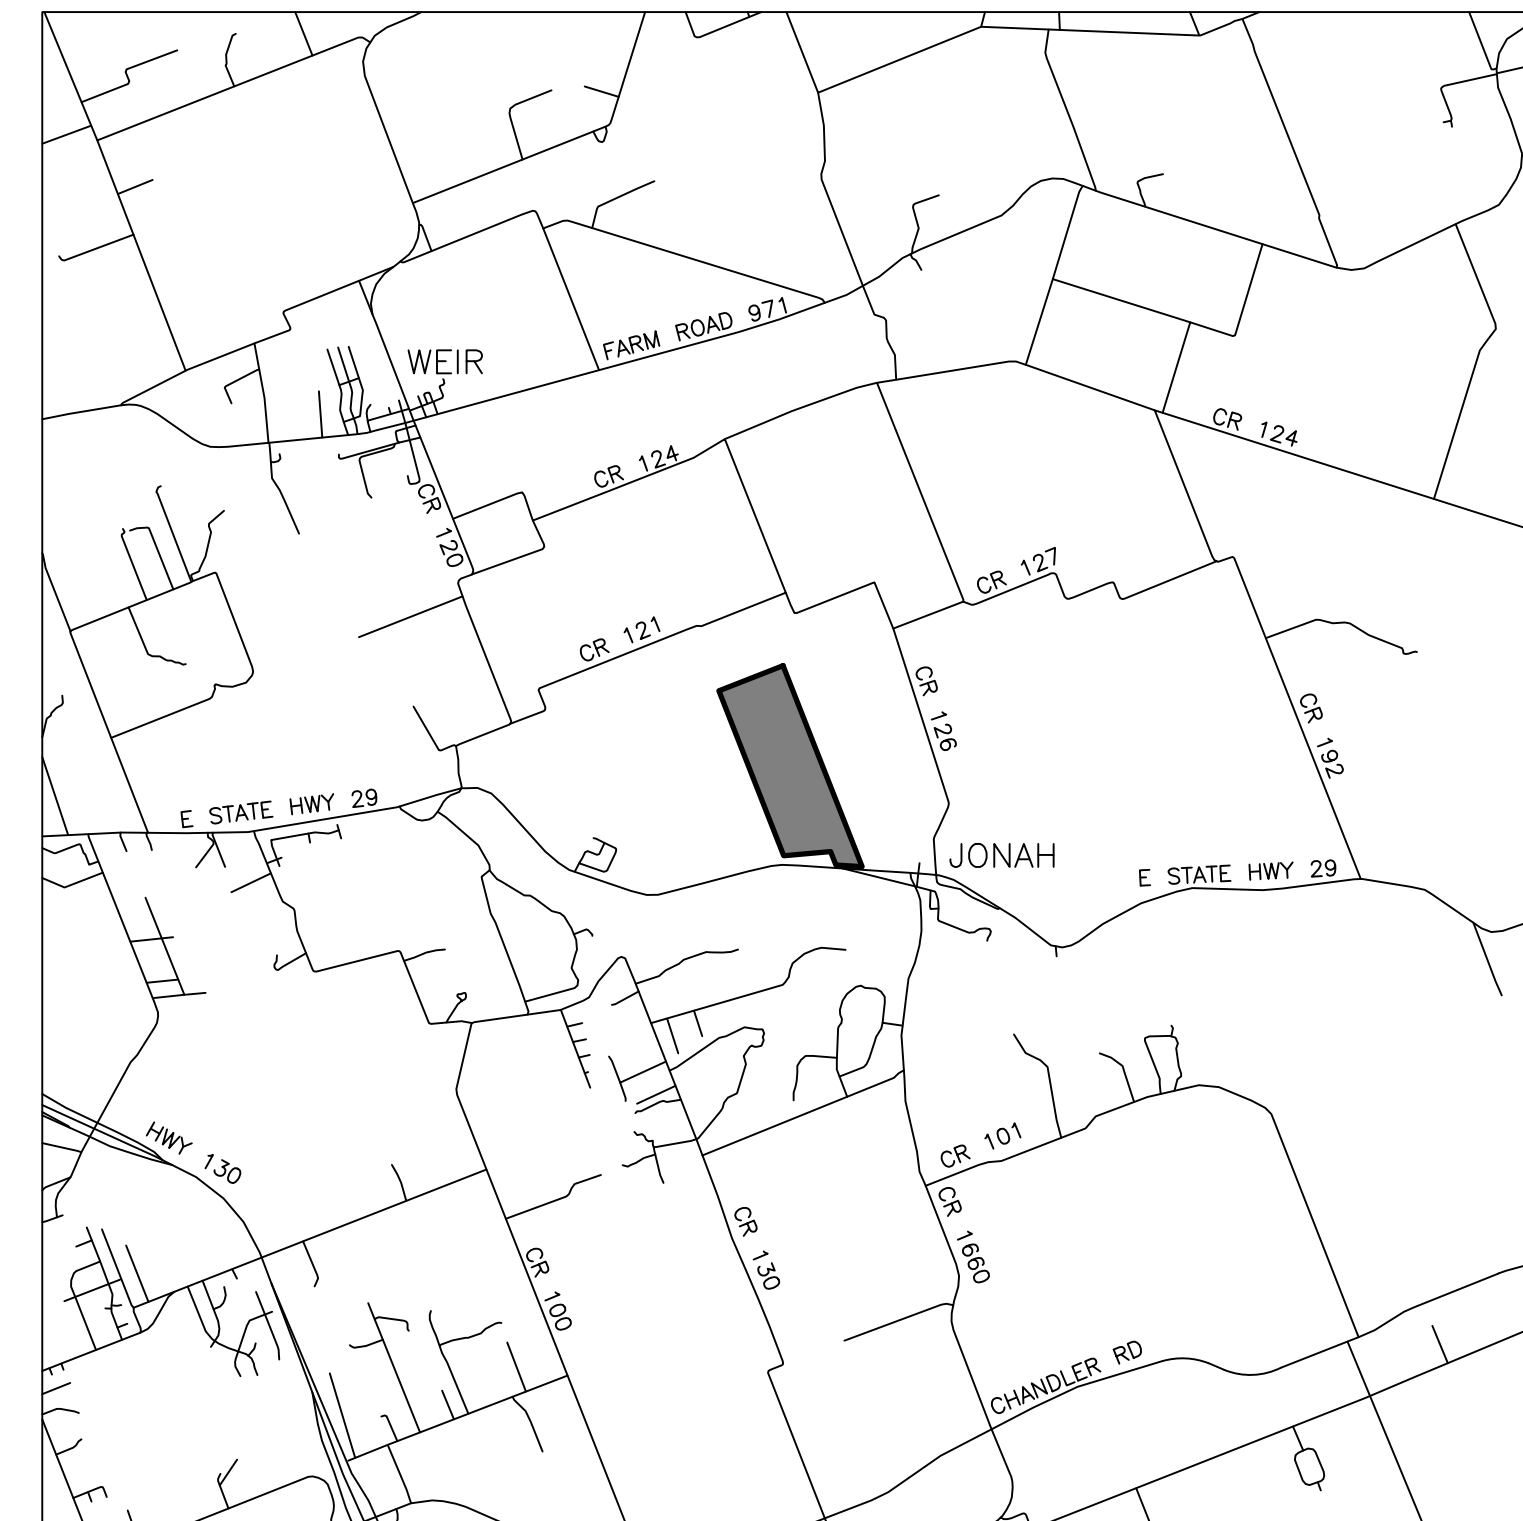 FARM ROAD 971
WEIR
CR 124
CR 124
CR 120
CR 127
CR 121
CR 126
CR 192
E STATE HWY 29
JONAH
E STATE HWY 29
HWY 130
CR 101
CR 1660
CR 130
CR 100
CHANDLER RD